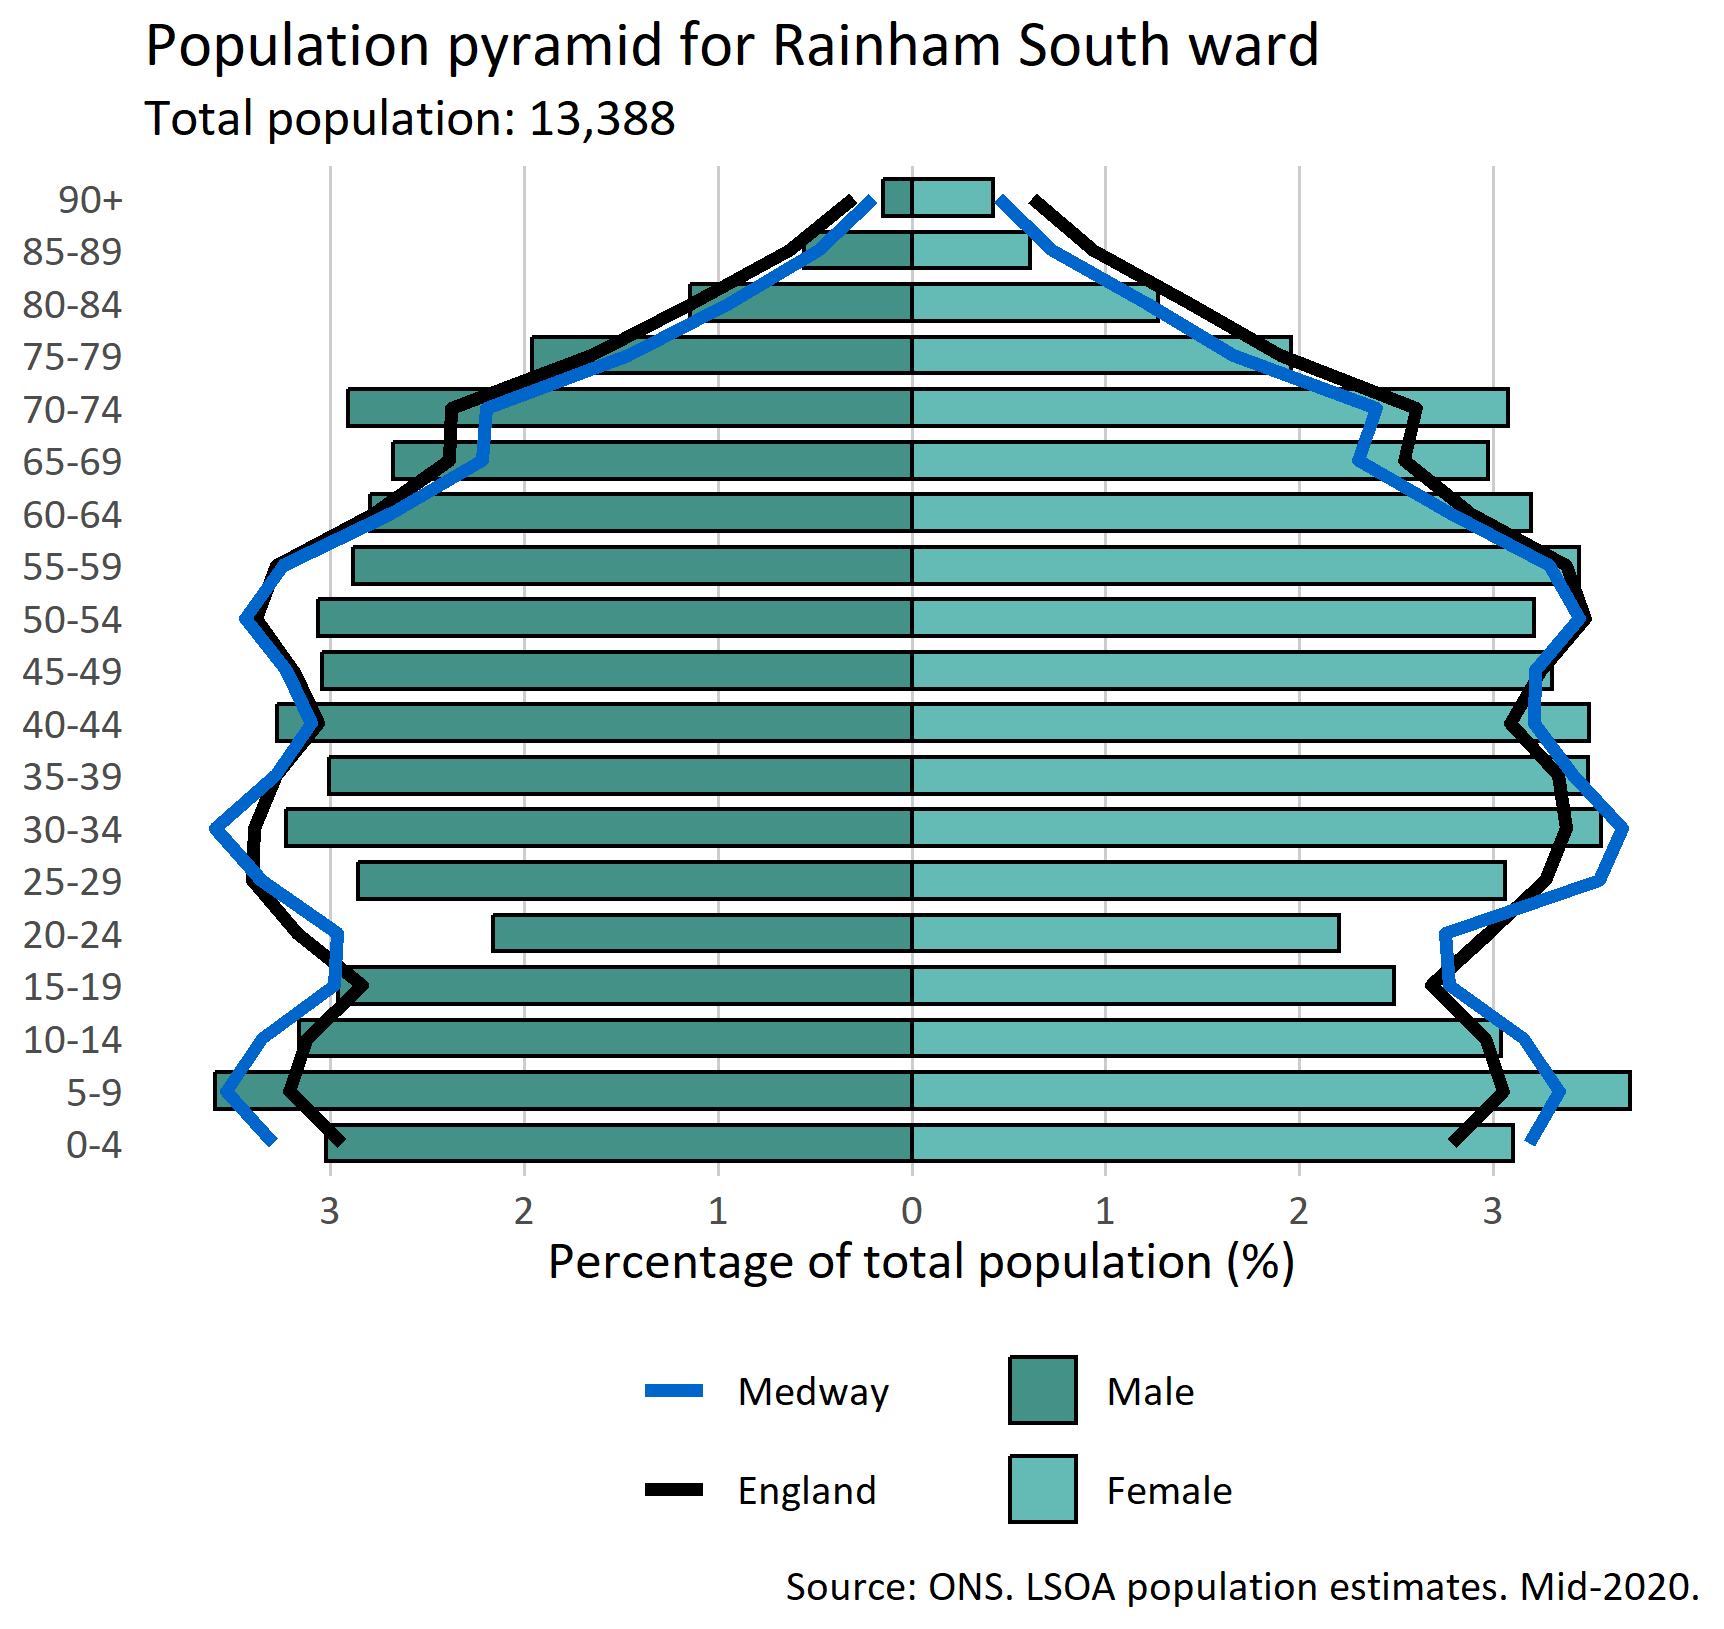 Population pyramid for Rainham South ward
Total population: 13,388
90+
85-89
80-84
75-79
70-74
65-69
60-64
55-59
50-54
45-49
40-44
35-39
30-34
25-29
20-24
15-19
10-14
5-9
0-4
3 2 1 0 1 2 3
Percentage of total population (%)
Medway Male
England Female
Source: ONS. LSOA population estimates. Mid-2020.